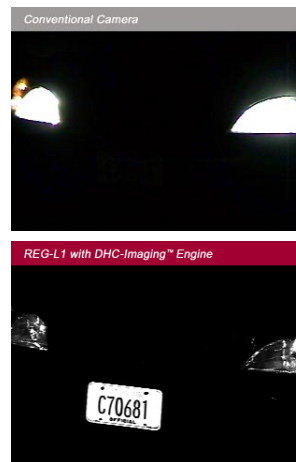 Conventional Camera
REG-L1 with DHC-Imaging™ Engine
C70681
OFFICIAL